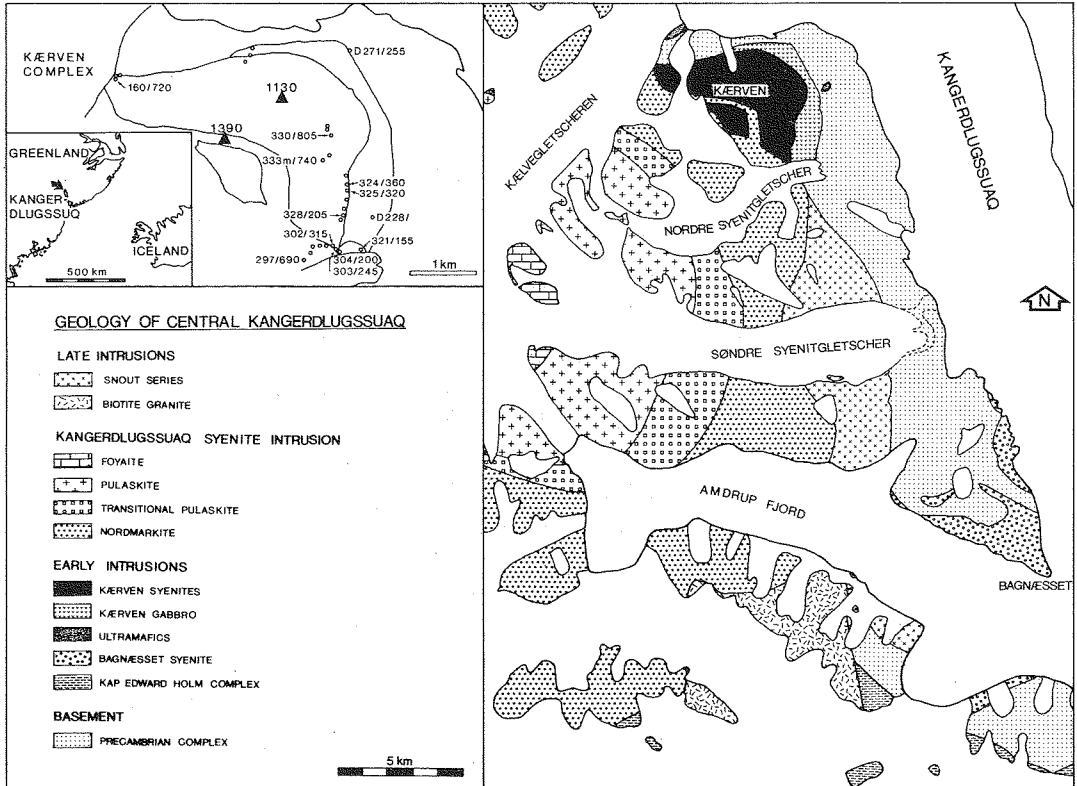 KÆRVEN
COMPLEX
D271/255
160/720
1130
1390
330/805
333m/740
324/360
325/320
328/205
D228/
302/315
321/155
297/690
304/200
303/245
1km
GREENLAND
KANGER
DLUGSSUQ
ICELAND
500 km
GEOLOGY OF CENTRAL KANGERDLUGSSUAQ
LATE INTRUSIONS
SNOUT SERIES
BIOTITE GRANITE
KANGERDLUGSSUAQ SYENITE INTRUSION
FOYAITE
PULASKITE
TRANSITIONAL PULASKITE
NORDMARKITE
EARLY INTRUSIONS
KÆRVEN SYENITES
KÆRVEN GABBRO
ULTRAMAFICS
BAGNÆSSET SYENITE
KAP EDWARD HOLM COMPLEX
BASEMENT
PRECAMBRIAN COMPLEX
5 km
KÆRVEN
KANGERDLUGSSUAQ
KÆLVEGLETSCHEREN
NORDRE SYENITGLETSCHER
N
SØNDRE SYENITGLETSCHER
AMDRUP FJORD
BAGNÆSSET